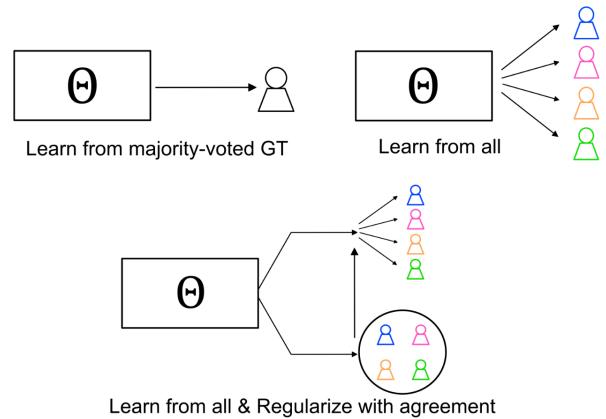 Θ
Θ
Learn from majority-voted GT
Learn from all
Θ
Learn from all & Regularize with agreement